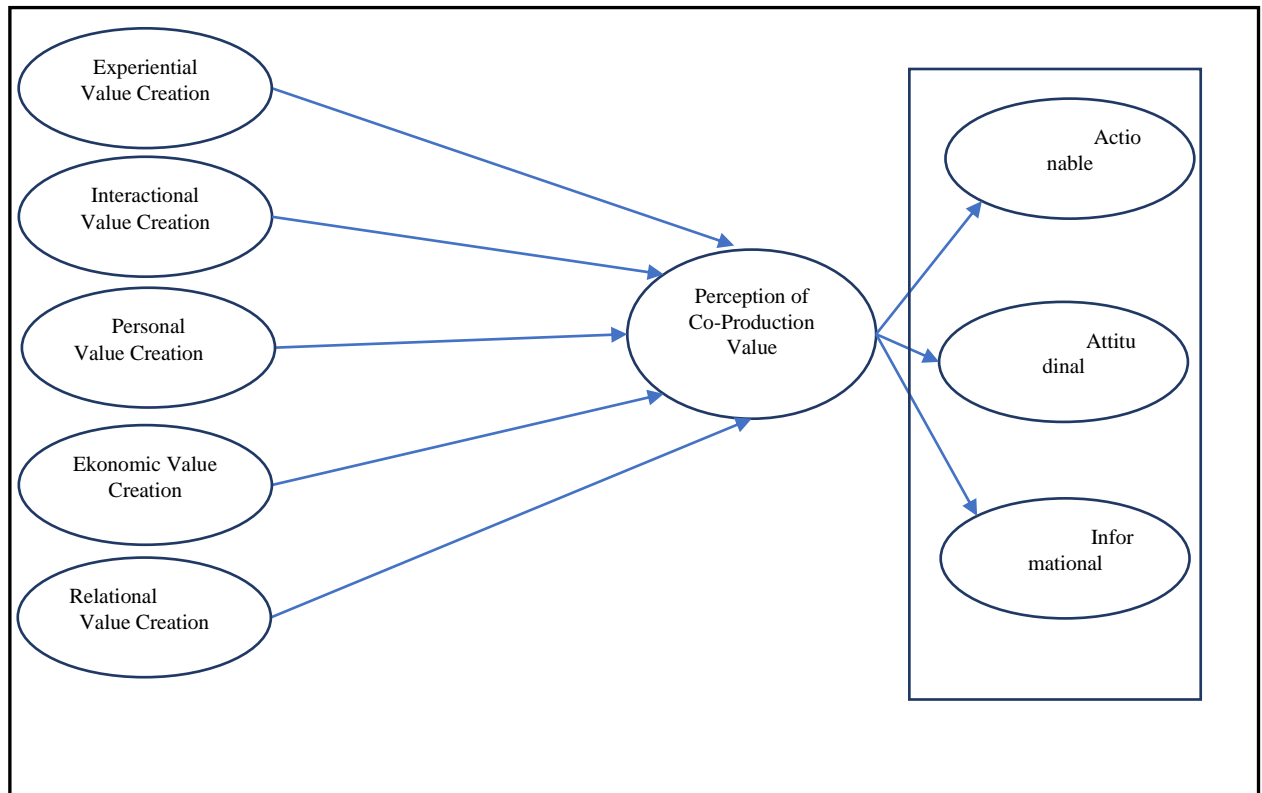 Experiential
Value Creation
Interactional
Value Creation
Personal
Value Creation
Ekonomic Value
Creation
Relational
Value Creation
Perception of
Co-Production
Value
Actio
nable
Attitu
dinal
Infor
mational